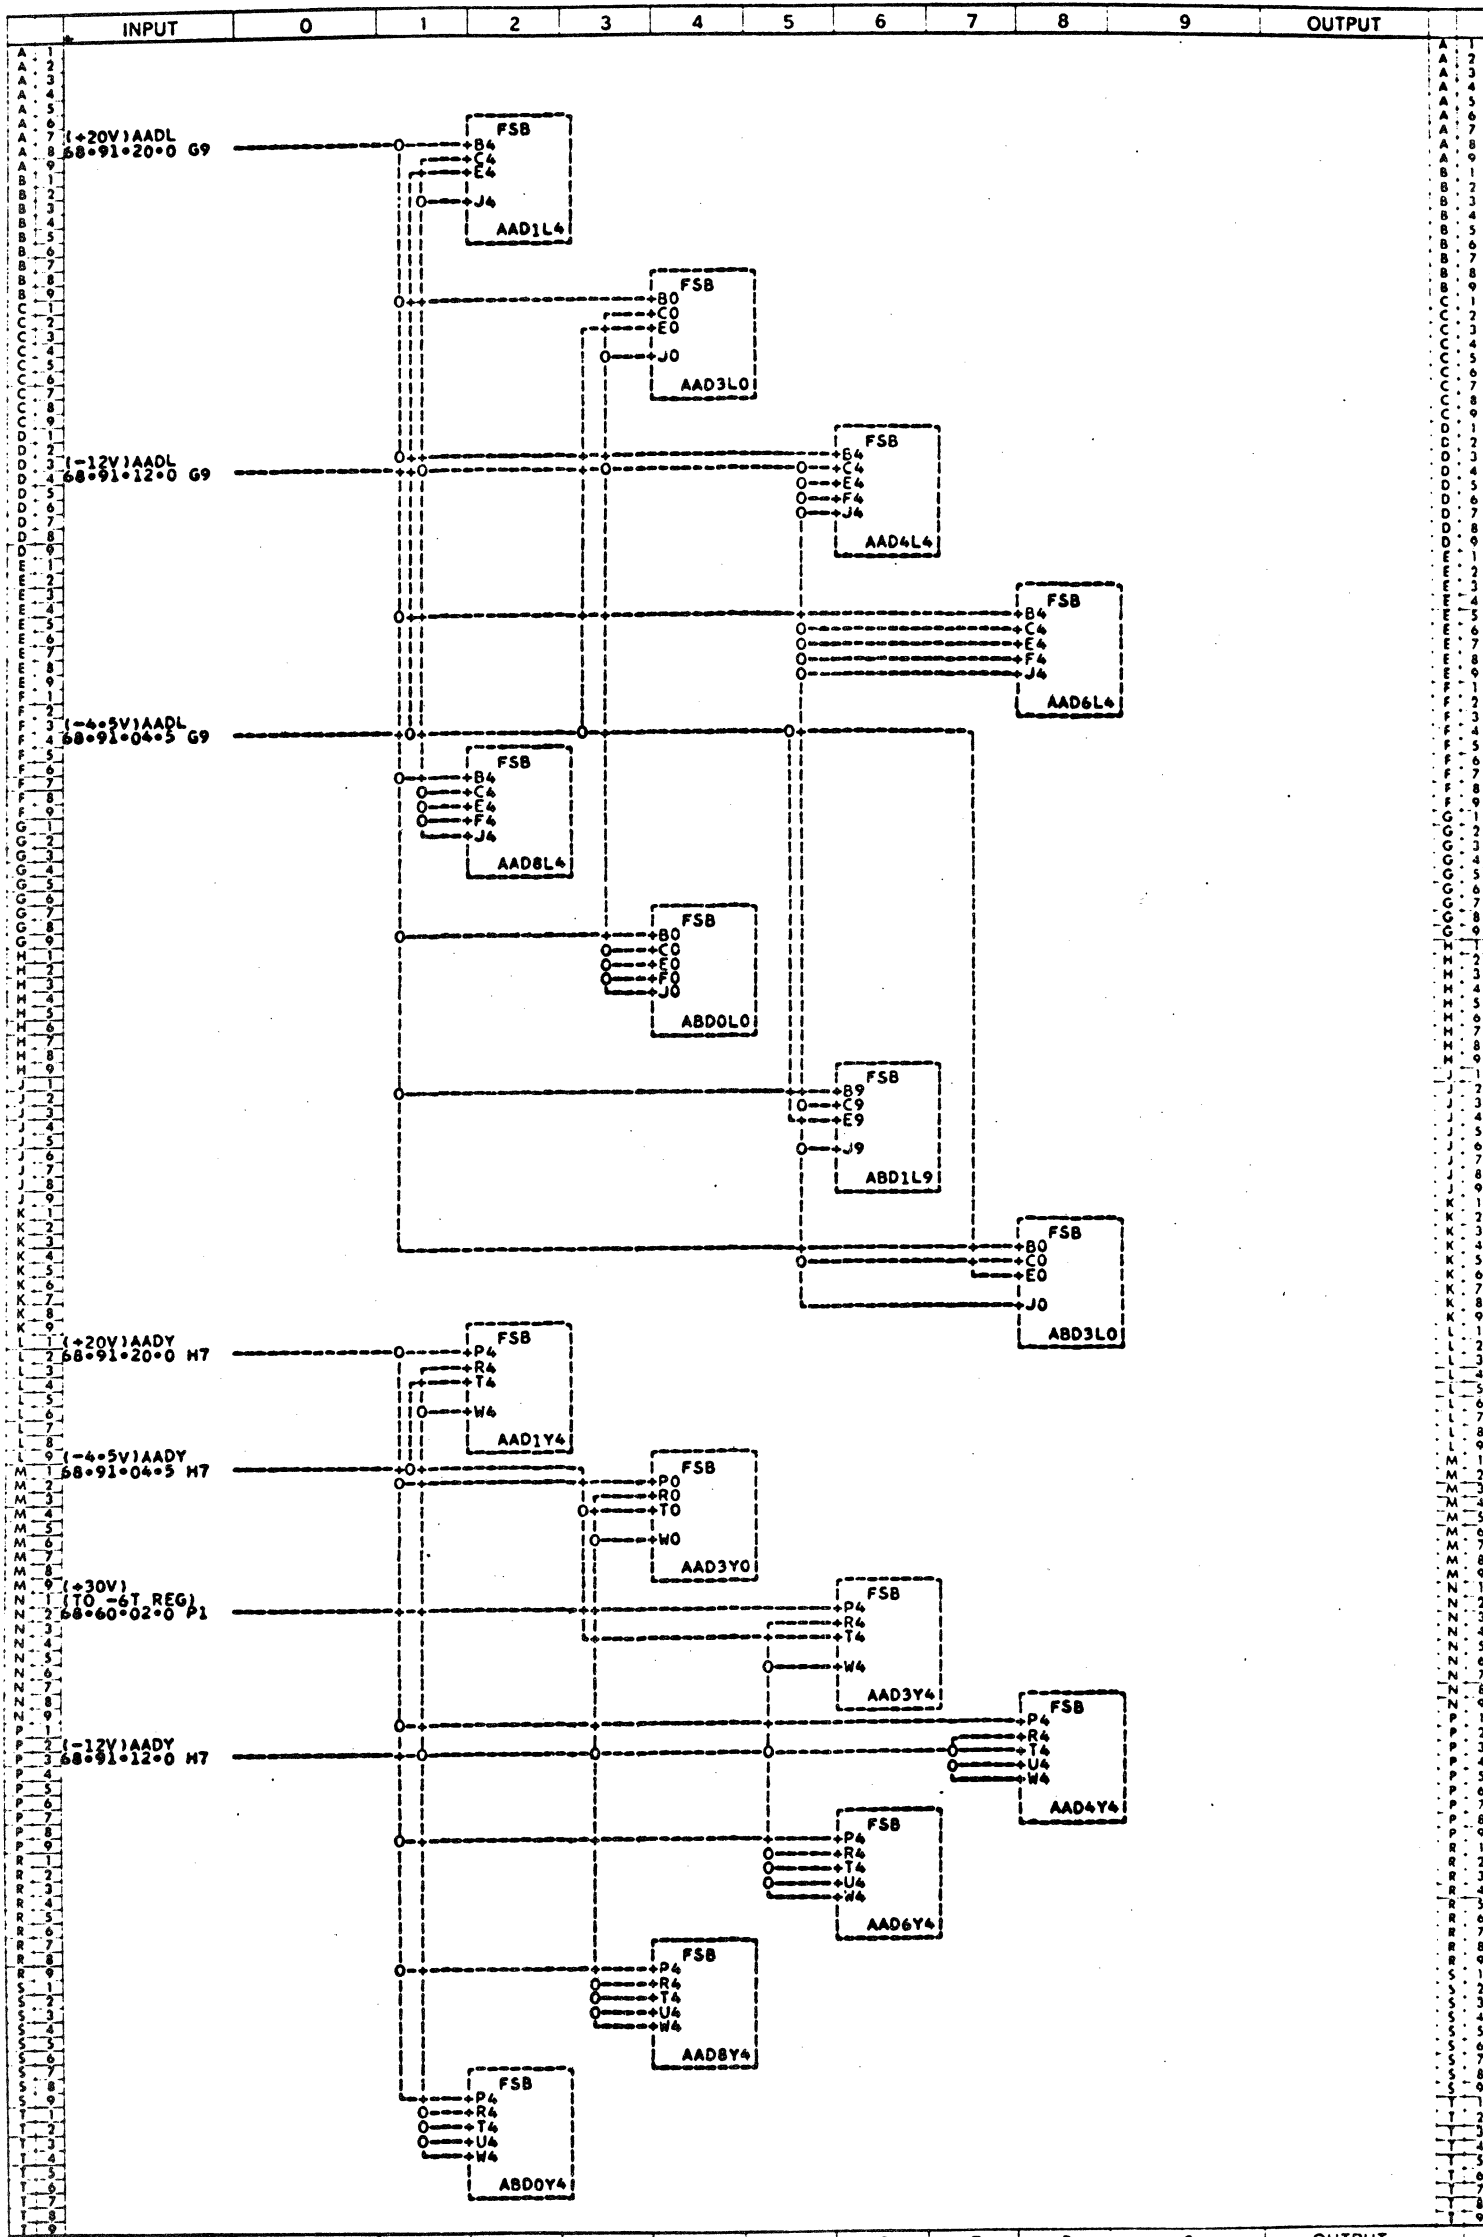 INPUT 0 1 2 3 4 5 6 7 8 9 OUTPUT
*
(+20V)AADL
68•91•20•0 G9
FSB
B4
C4
E4
J4
AAD1L4
FSB
B0
C0
E0
J0
AAD3L0
(-12V)AADL
68•91•12•0 G9
FSB
B4
C4
E4
F4
J4
AAD4L4
FSB
B4
C4
E4
F4
J4
AAD6L4
(-4•5V)AADL
68•91•04•5 G9
FSB
B4
C4
E4
F4
J4
AAD8L4
FSB
B0
C0
E0
F0
J0
ABD0L0
FSB
B9
C9
E9
J9
ABD1L9
FSB
B0
C0
E0
J0
ABD3L0
(+20V)AADY
68•91•20•0 H7
FSB
P4
R4
T4
W4
AAD1Y4
(-4•5V)AADY
68•91•04•5 H7
FSB
P0
R0
T0
W0
AAD3Y0
(+30V)
(TO -6T REG)
68•60•02•0 P1
FSB
P4
R4
T4
W4
AAD3Y4
(-12V)AADY
68•91•12•0 H7
FSB
P4
R4
T4
U4
W4
AAD4Y4
FSB
P4
R4
T4
U4
W4
AAD6Y4
FSB
P4
R4
T4
U4
W4
AAD8Y4
FSB
P4
R4
T4
U4
W4
ABD0Y4
OUTPUT